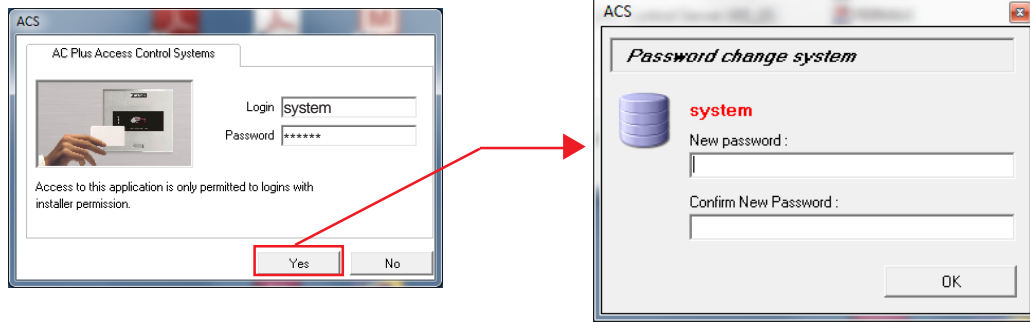 ACS
AC Plus Access Control Systems
Login system
Password ******
Access to this application is only permitted to logins with
installer permission.
Yes No
ACS
Password change system
system
New password :
Confirm New Password :
OK